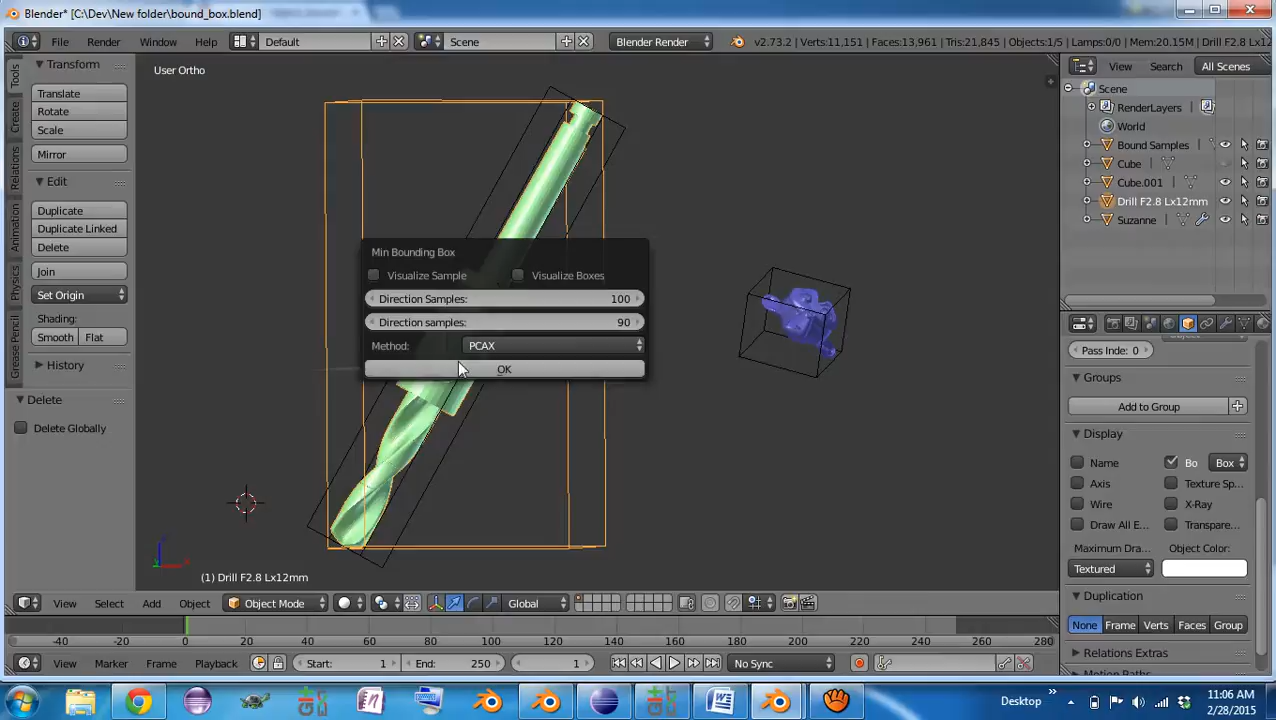 Blender* [C:\Dev\New folder\bound_box.blend]
File Render Window Help Default Scene Blender Render v2.73.2 | Verts:11,151 | Faces:13,961 | Tris:21,845 | Objects:1/5 | Lamps:0/0 | Mem:20.15M | Drill F2.8 Lx12
Tools
Create
Relations
Animation
Physics
Grease Pencil
Transform
Translate
Rotate
Scale
Mirror
Edit
Duplicate
Duplicate Linked
Delete
Join
Set Origin
Shading:
Smooth Flat
History
Delete
Delete Globally
User Ortho
Min Bounding Box
Visualize Sample Visualize Boxes
Direction Samples: 100
Direction samples: 90
Method: PCAX
OK
(1) Drill F2.8 Lx12mm
View Select Add Object Object Mode Global
View Search All Scenes
Scene
RenderLayers
World
Bound Samples
Cube
Cube.001
Drill F2.8 Lx12mm
Suzanne
Pass Inde: 0
Groups
Add to Group
Display
Name Bo Box
Axis Texture Sp...
Wire X-Ray
Draw All E... Transpare...
Maximum Dra... Object Color:
Textured
Duplication
None Frame Verts Faces Group
Relations Extras
-40 -20 0 20 40 60 80 100 120 140 160 180 200 220 240 260 280
View Marker Frame Playback Start: 1 End: 250 1 No Sync
Desktop
11:06 AM
2/28/2015